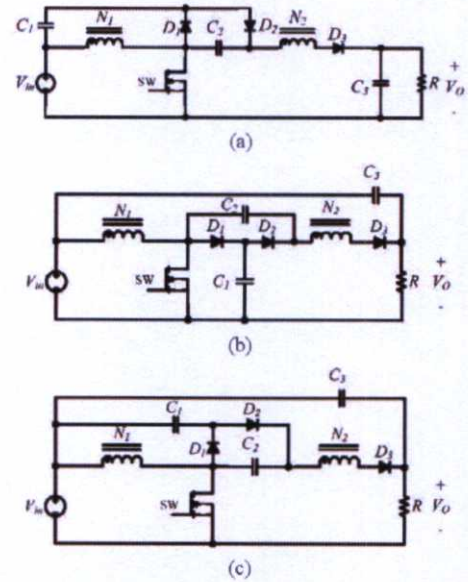 C1 N1 D1 C2 D2 N2 D3
Vin SW C3 R + VO -
(a)
C3
N1 C2 D1 D2 N2 D3
Vin SW C1 R + VO -
(b)
C3
C1 D2
N1 D1 C2 N2 D3
Vin SW R + VO -
(c)